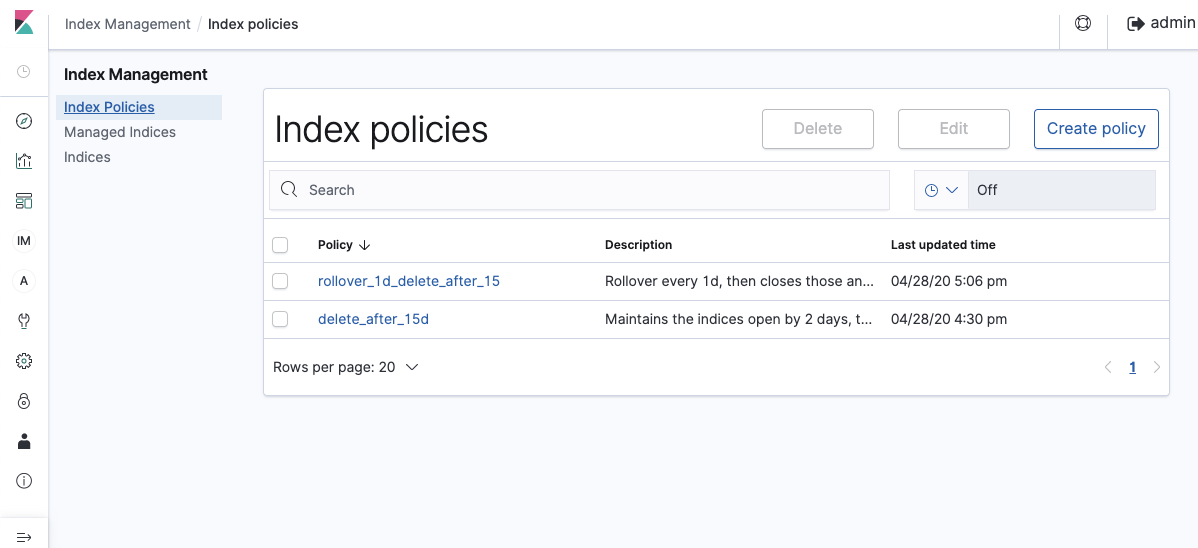 Index Management / Index policies
admin
Index Management
Index Policies
Managed Indices
Indices
IM
A
Index policies
Delete
Edit
Create policy
Search
Off
Policy
Description
Last updated time
rollover_1d_delete_after_15
Rollover every 1d, then closes those an...
04/28/20 5:06 pm
delete_after_15d
Maintains the indices open by 2 days, t...
04/28/20 4:30 pm
Rows per page: 20
1